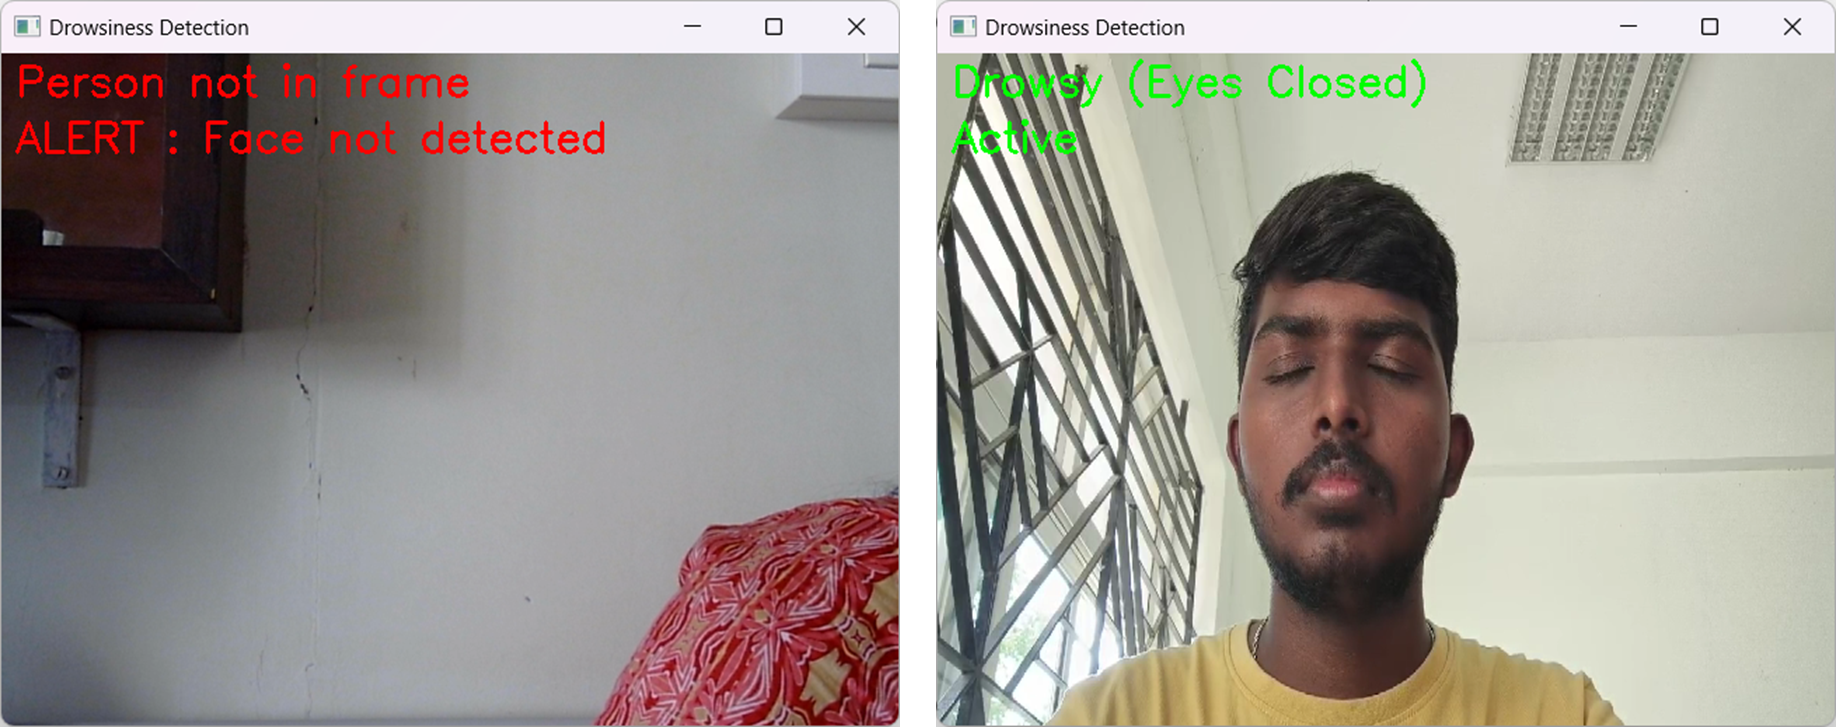 Drowsiness Detection
Person not in frame
ALERT : Face not detected
Drowsiness Detection
Drowsy (Eyes Closed)
Active